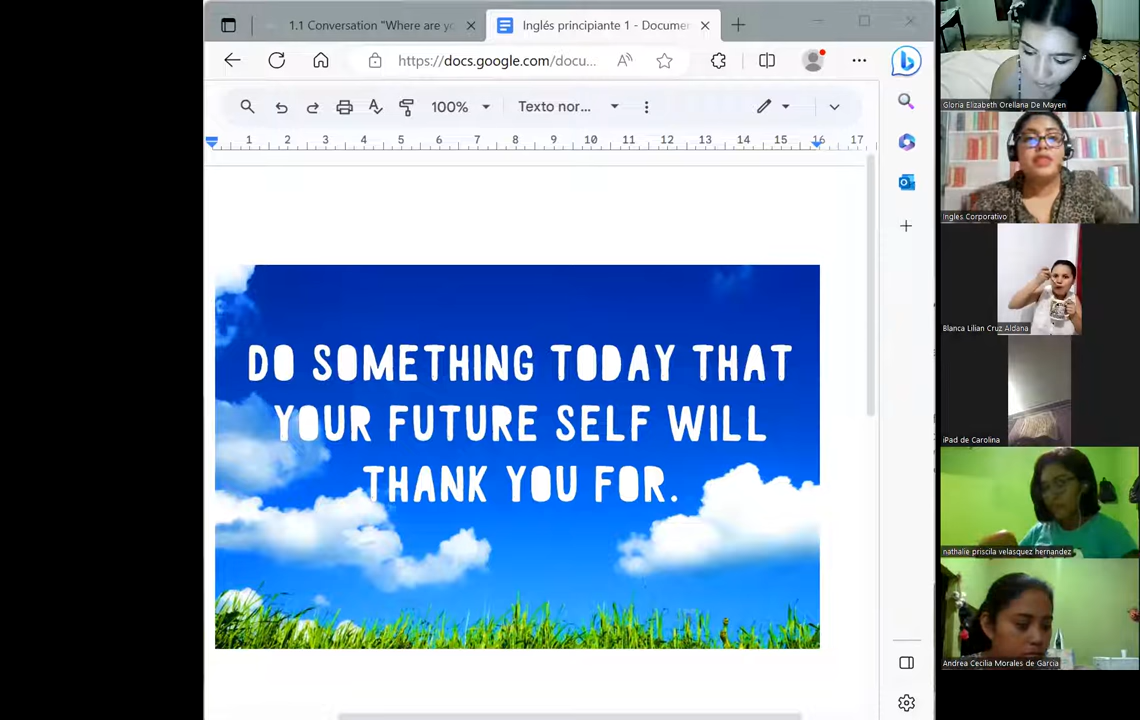 1.1 Conversation "Where are yo
Inglés principiante 1 - Documen
https://docs.google.com/docu...
100%
Texto nor...
1 2 3 4 5 6 7 8 9 10 11 12 13 14 15 16 17
DO SOMETHING TODAY THAT
YOUR FUTURE SELF WILL
THANK YOU FOR.
Gloria Elizabeth Orellana De Mayen
Ingles Corporativo
Blanca Lilian Cruz Aldana
iPad de Carolina
nathalie priscila velasquez hernandez
Andrea Cecilia Morales de Garcia